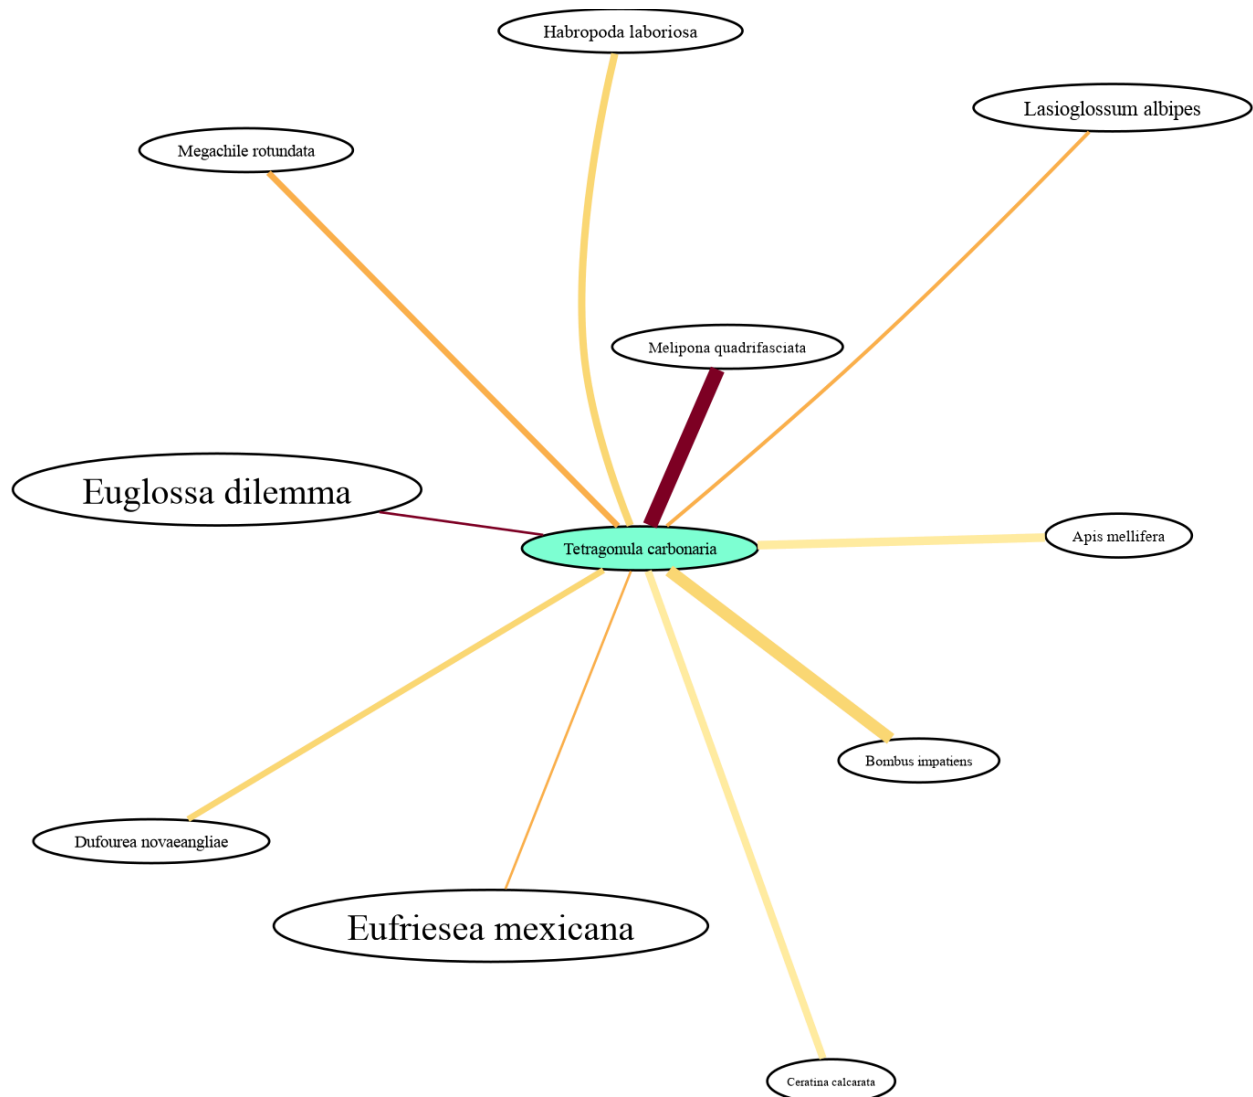 Habropoda laboriosa
Lasioglossum albipes
Megachile rotundata
Melipona quadrifasciata
Euglossa dilemma
Tetragonula carbonaria
Apis mellifera
Bombus impatiens
Dufourea novaeangliae
Eufriesea mexicana
Ceratina calcarata